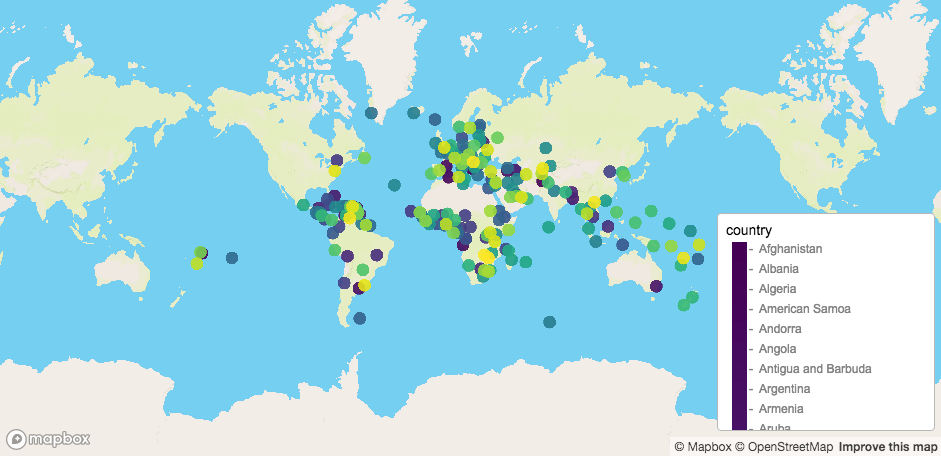 country
- Afghanistan
- Albania
- Algeria
- American Samoa
- Andorra
- Angola
- Antigua and Barbuda
- Argentina
- Armenia
- Aruba
mapbox
© Mapbox © OpenStreetMap Improve this map